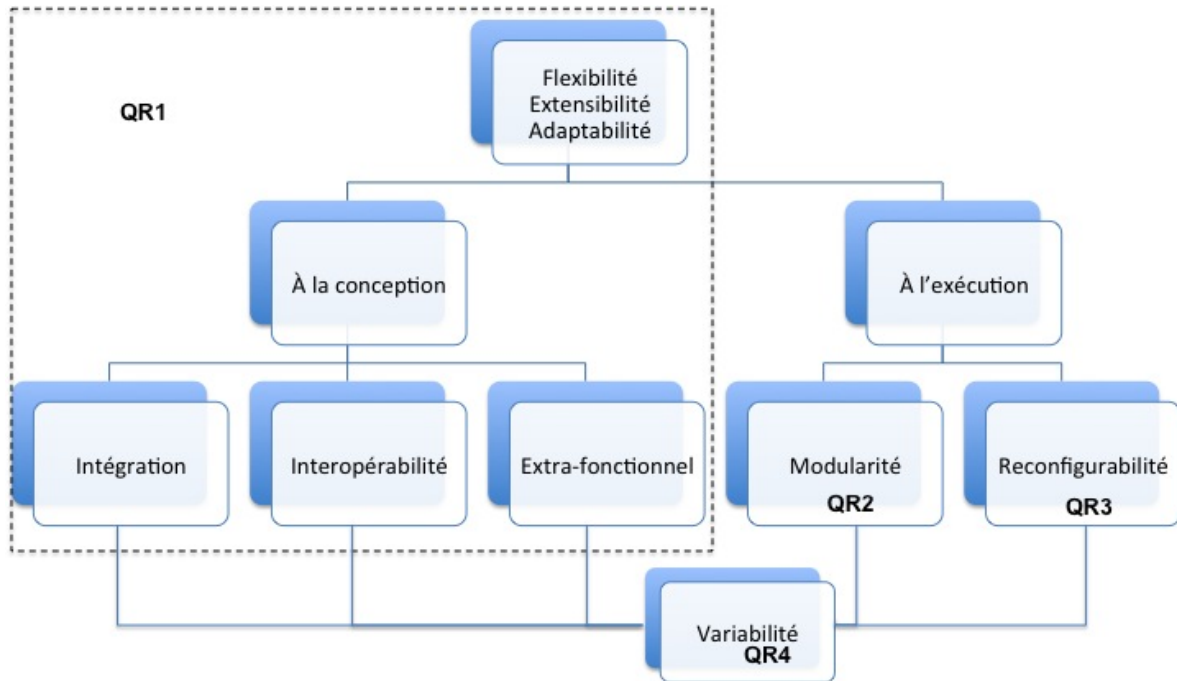 Flexibilité
Extensibilité
Adaptabilité
QR1
À la conception
À l'exécution
Intégration
Interopérabilité
Extra-fonctionnel
Modularité
QR2
Reconfigurabilité
QR3
Variabilité
QR4